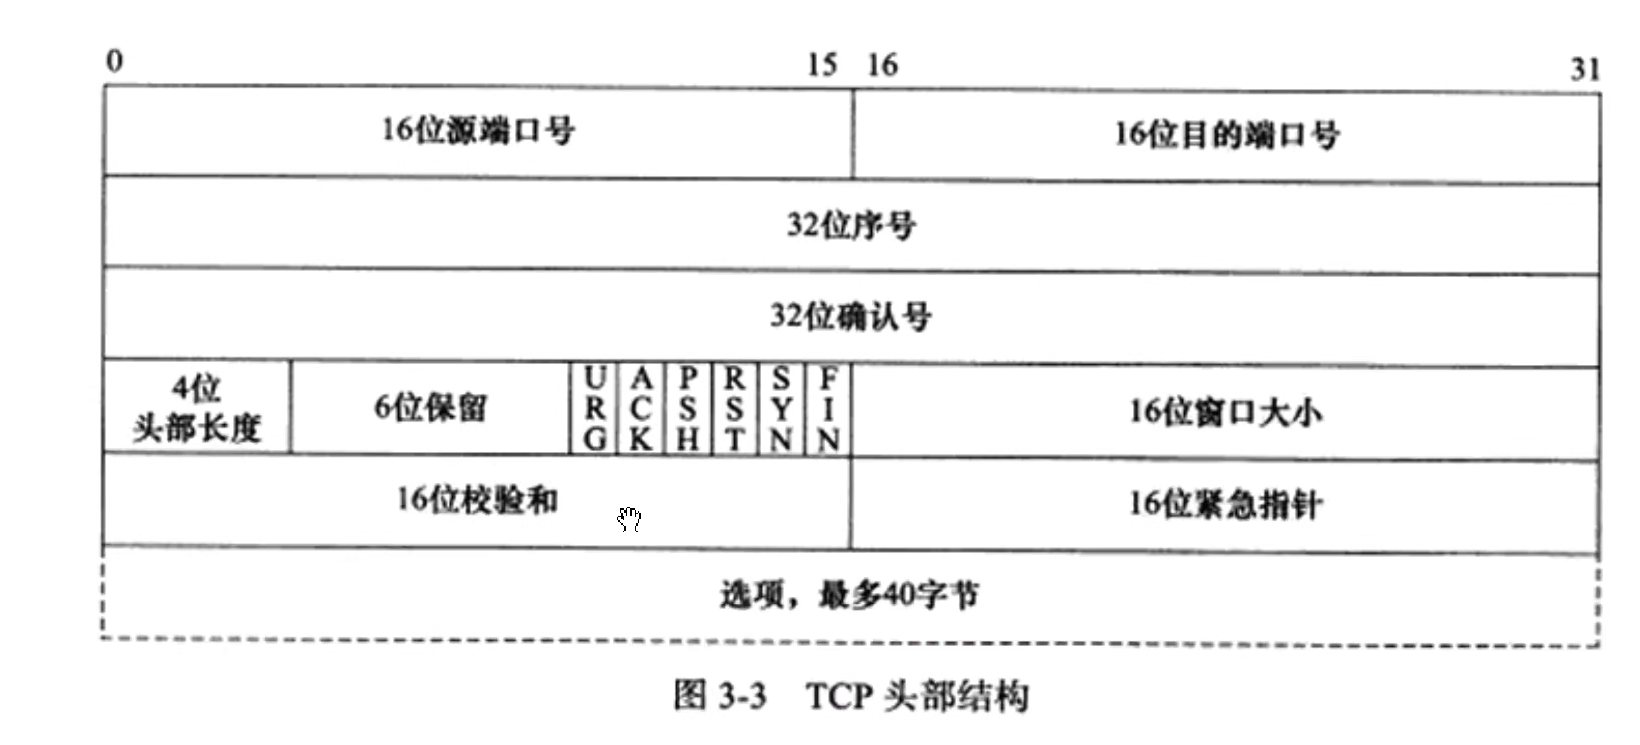 0 15 16 31
16位源端口号 16位目的端口号
32位序号
32位确认号
4位
头部长度
6位保留
URG ACK PSH RST SYN FIN
16位窗口大小
16位校验和 16位紧急指针
选项，最多40字节
图 3-3 TCP 头部结构